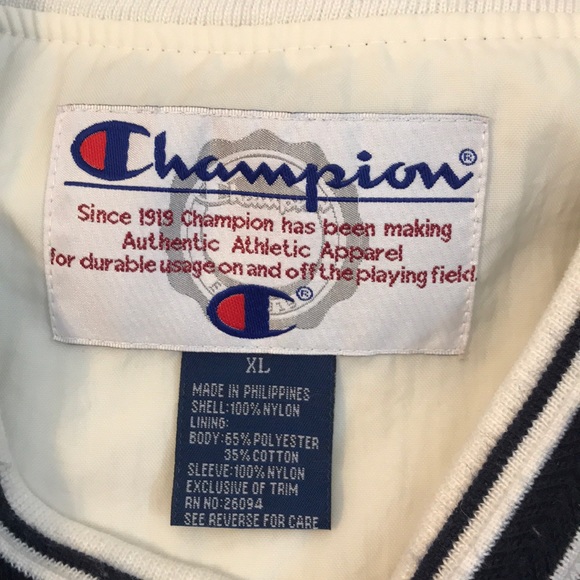 Champion®
Champion
Since 1919 Champion has been making
Authentic Athletic Apparel
for durable usage on and off the playing field.
®
XL
MADE IN PHILIPPINES
SHELL:100% NYLON
LINING:
BODY:65% POLYESTER
35% COTTON
SLEEVE:100% NYLON
EXCLUSIVE OF TRIM
RN NO:26094
SEE REVERSE FOR CARE